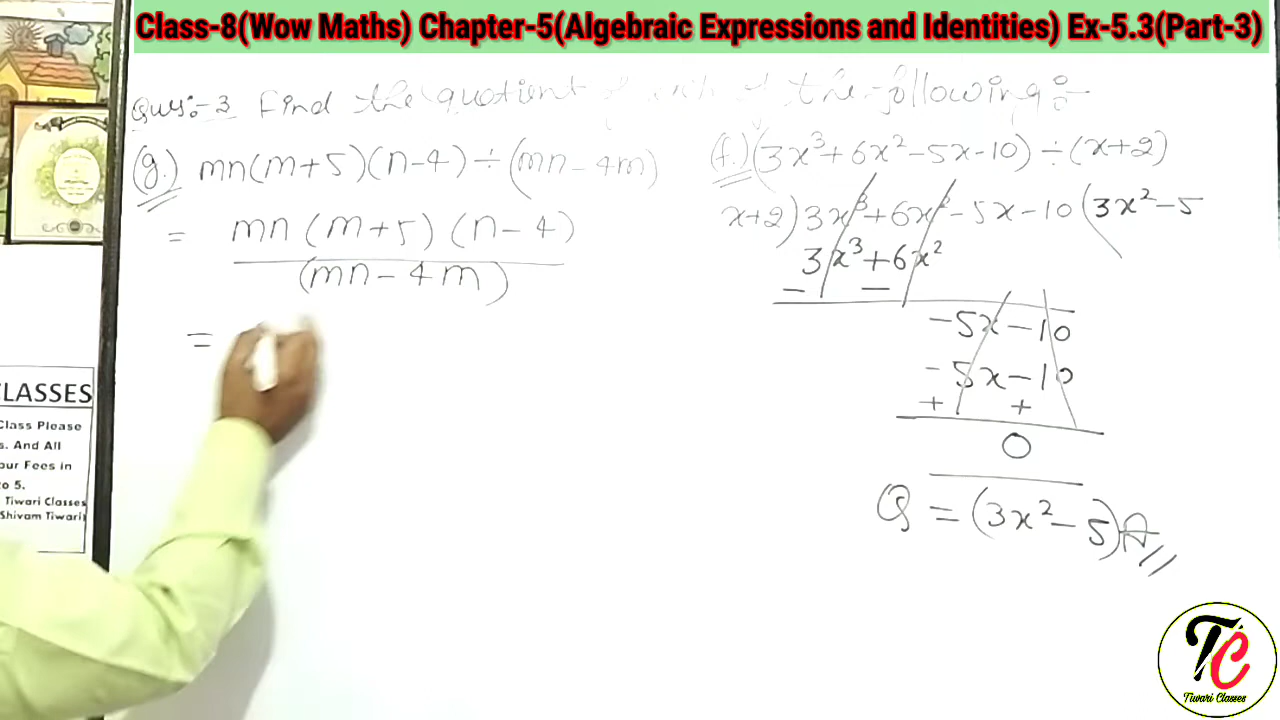 Class-8(Wow Maths) Chapter-5(Algebraic Expressions and Identities) Ex-5.3(Part-3)
Ques:-3 Find the quotient of each of the following:-
(g.) mn(m+5)(n-4)÷(mn-4m)
= mn(m+5)(n-4)
(mn-4m)
=
(f.) (3x³+6x²-5x-10)÷(x+2)
x+2)3x³+6x²-5x-10(3x²-5
3x³+6x²
- -
-5x-10
-5x-10
+ +
0
Q = (3x²-5)A
CLASSES
Class Please
s. And All
our Fees in
to 5.
Tiwari Classes
Shivam Tiwari
TC
Tiwari Classes